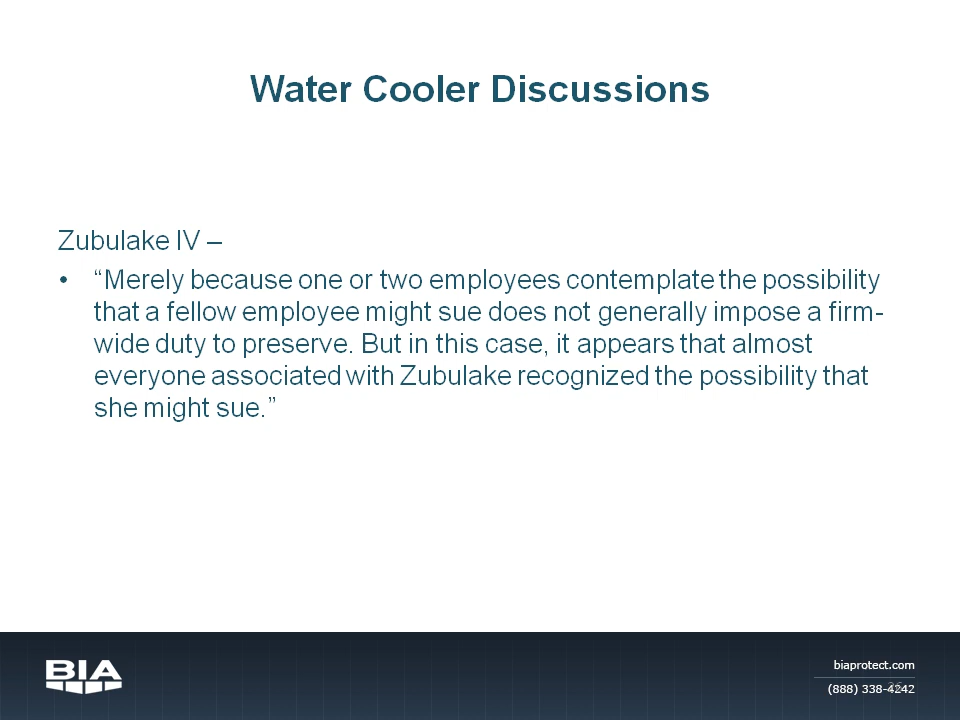 Water Cooler Discussions
Zubulake IV –
• “Merely because one or two employees contemplate the possibility
that a fellow employee might sue does not generally impose a firm-
wide duty to preserve. But in this case, it appears that almost
everyone associated with Zubulake recognized the possibility that
she might sue.”
BIA
biaprotect.com
(888) 338-4242